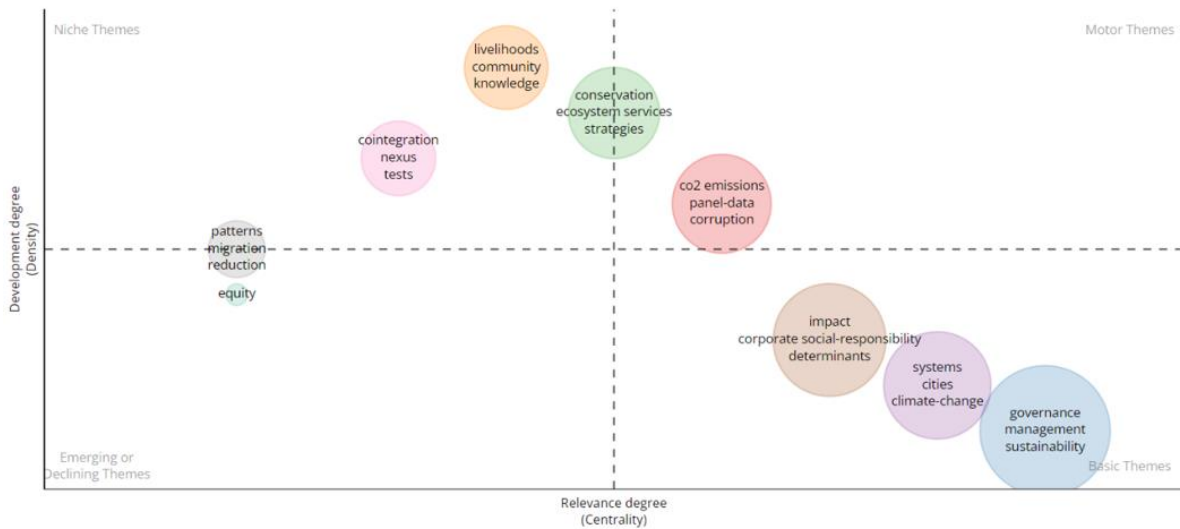 Niche Themes
Motor Themes
livelihoods
community
knowledge
conservation
ecosystem services
strategies
cointegration
nexus
tests
co2 emissions
panel-data
corruption
patterns
migration
reduction
equity
impact
corporate social-responsibility
determinants
systems
cities
climate-change
governance
management
sustainability
Emerging or
Declining Themes
Basic Themes
Development degree
(Density)
Relevance degree
(Centrality)